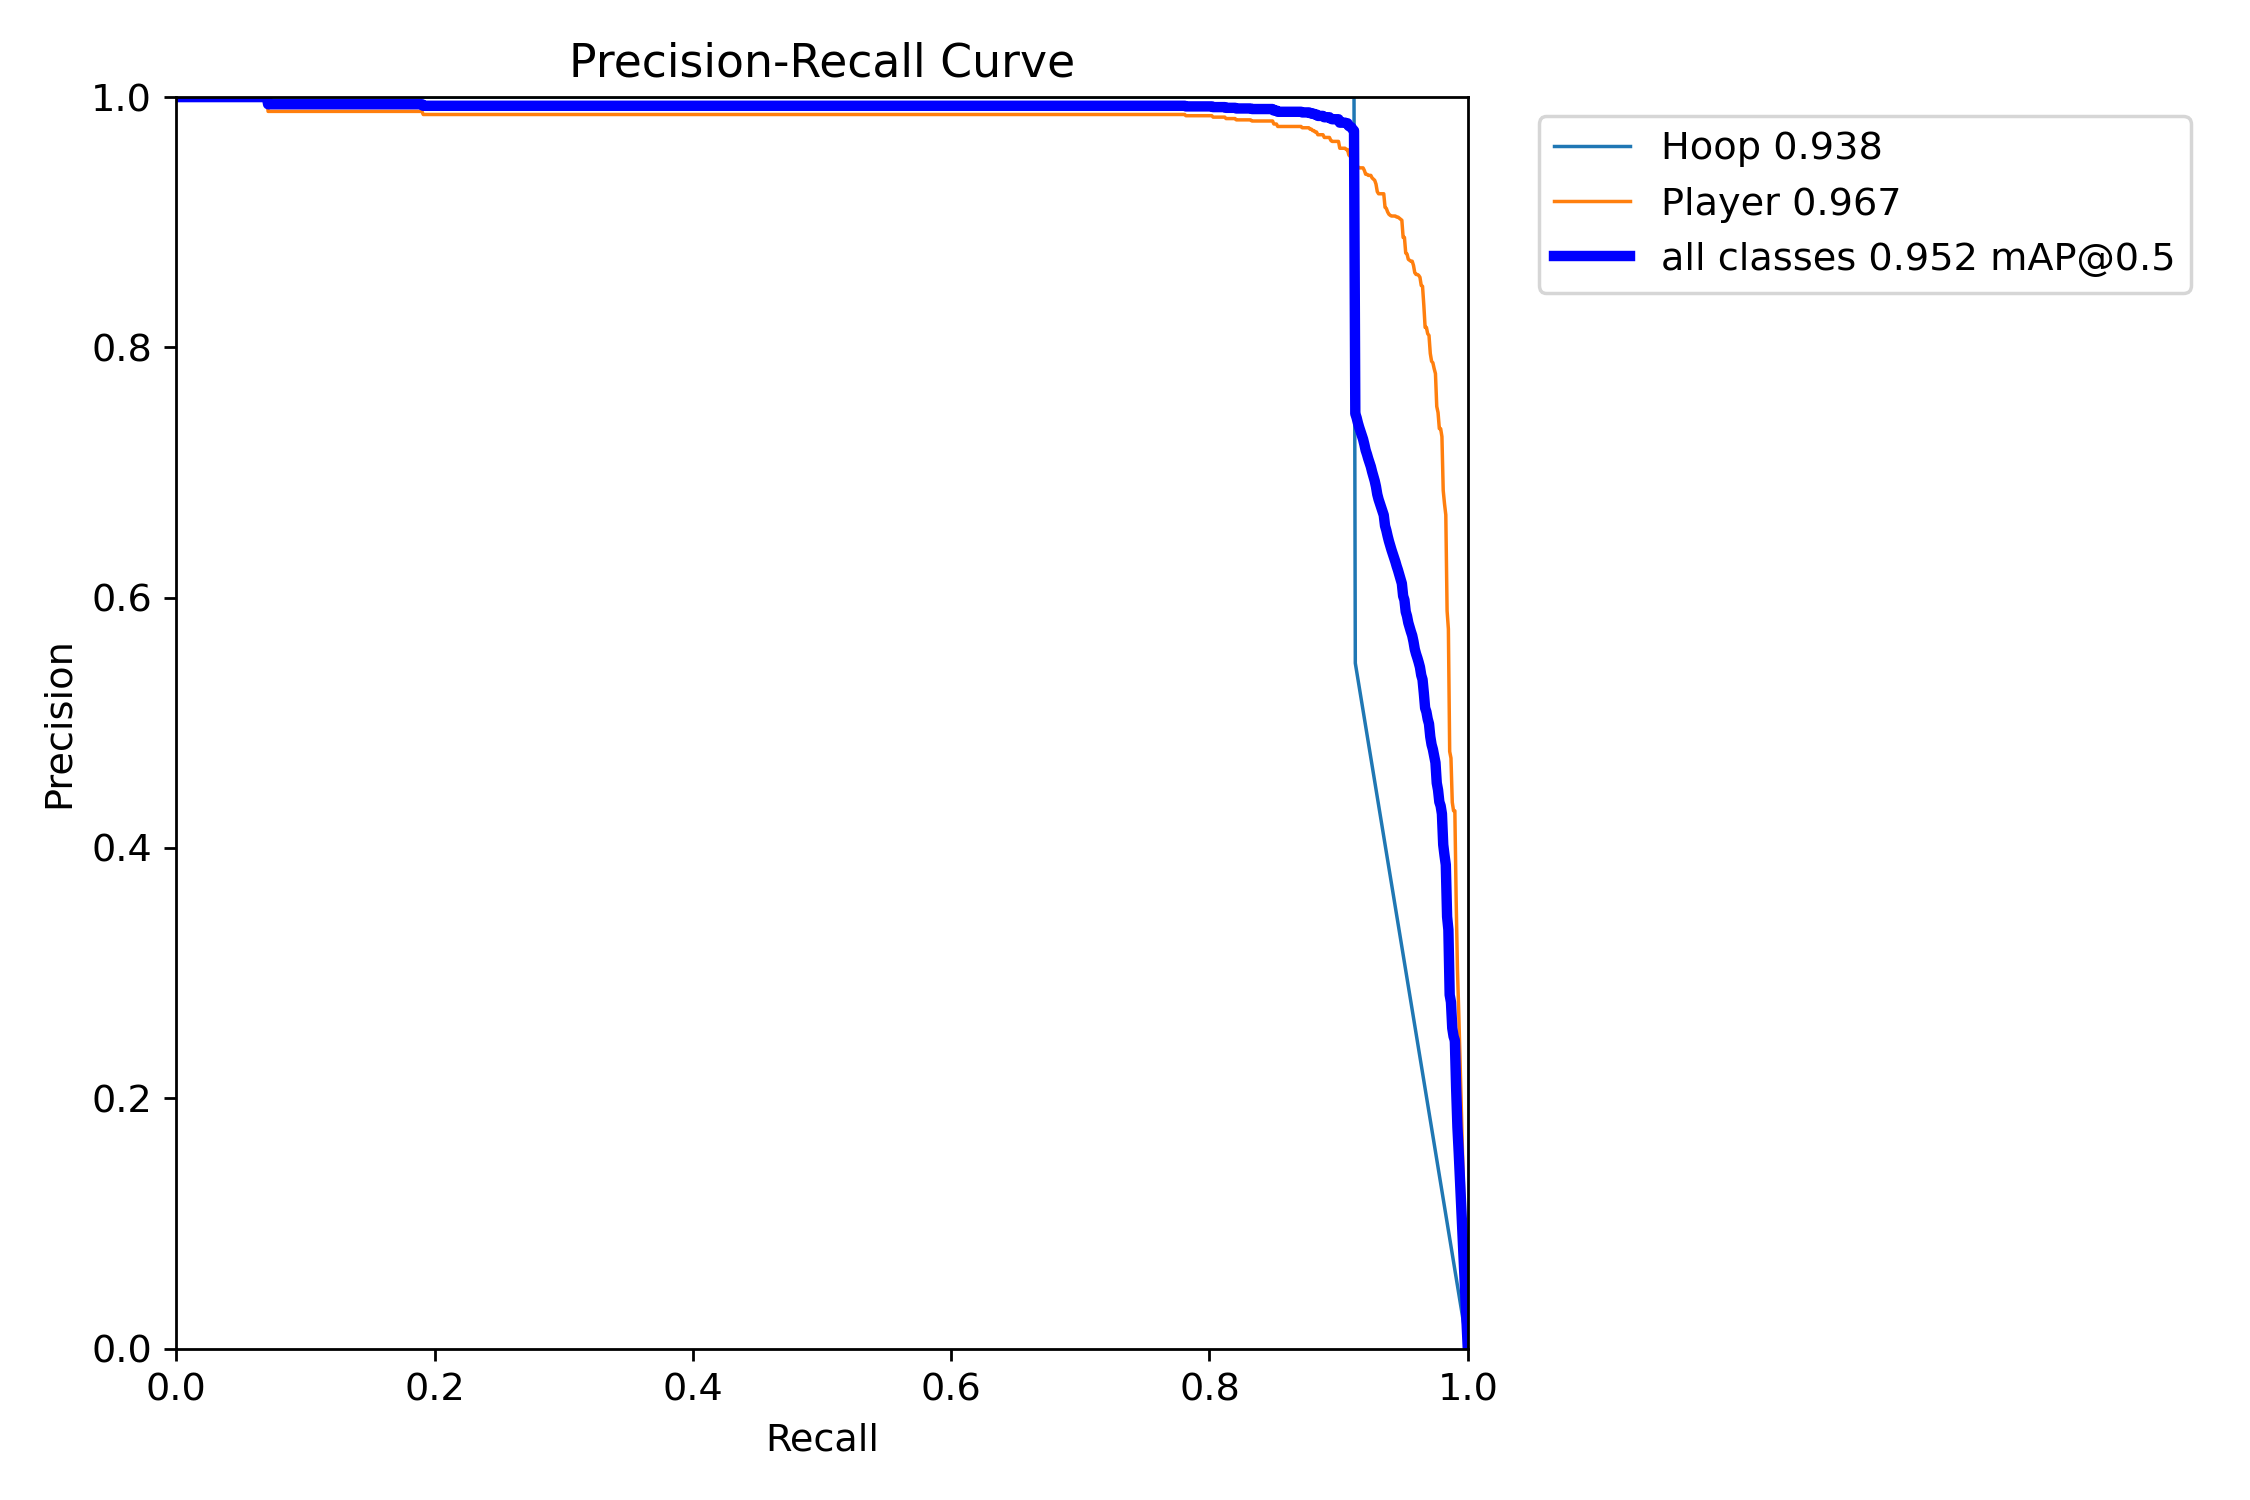 Precision-Recall Curve
Hoop 0.938
Player 0.967
all classes 0.952 mAP@0.5
Precision
1.0
0.8
0.6
0.4
0.2
0.0
0.0 0.2 0.4 0.6 0.8 1.0
Recall